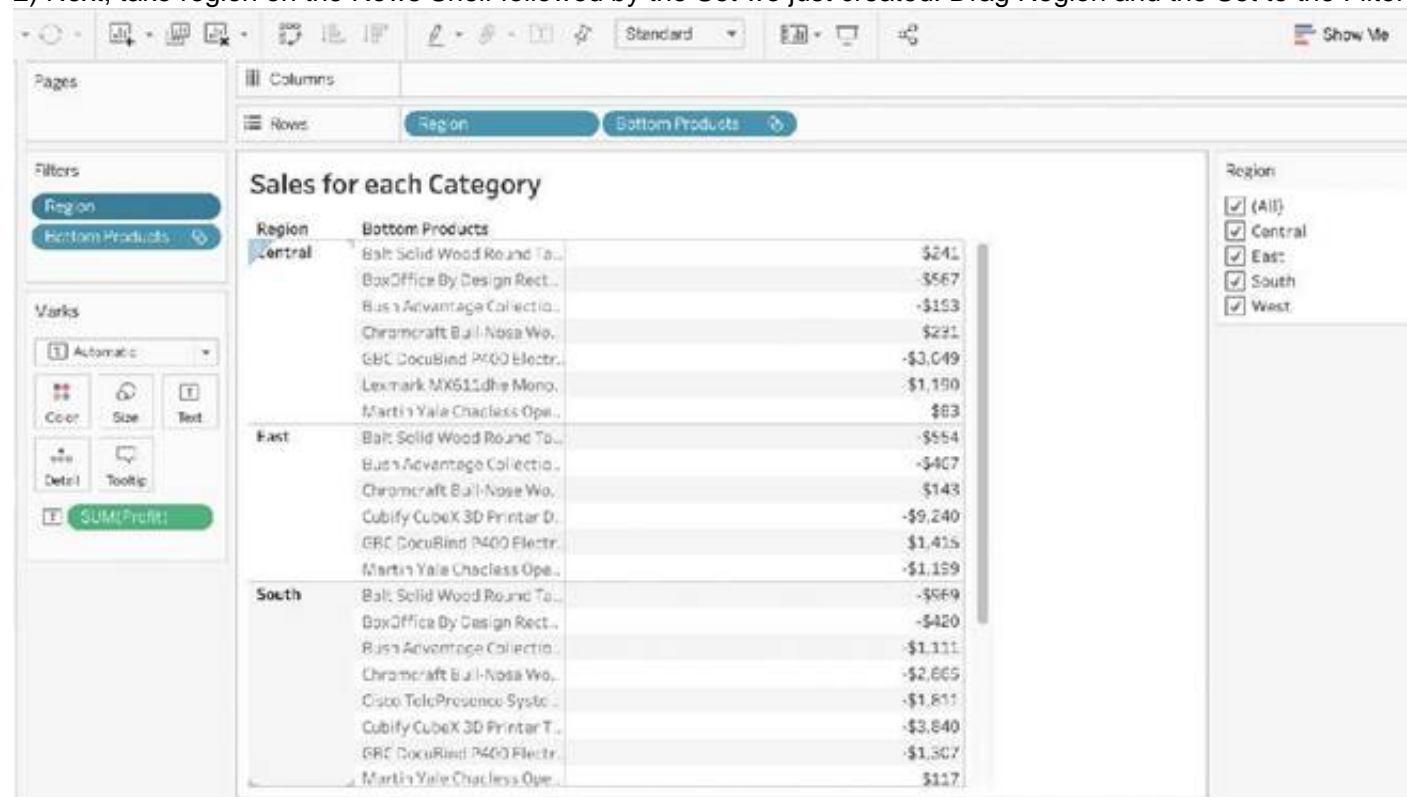 2) Next, take region on the Rows Shelf followed by the Set we just created. Drag Region and the Set to the Filter
Standard Show Me
Pages
Columns
Rows Region Bottom Products
Filters
Region
Bottom Products
Marks
Automatic
Color Size Text
Detail Tooltip
SUM(Profit)
Sales for each Category
Region Bottom Products
Central Balt Solid Wood Round Ta.. $241
BoxOffice By Design Rect.. -$567
Bush Advantage Collectio.. -$153
Chromcraft Bull-Nose Wo.. $231
GBC DocuBind P400 Electr.. -$3,049
Lexmark MX611dhe Mono.. $1,190
Martin Yale Chadless Ope.. $83
East Balt Solid Wood Round Ta.. -$554
Bush Advantage Collectio.. -$407
Chromcraft Bull-Nose Wo.. $143
Cubify CubeX 3D Printer D.. -$9,240
GBC DocuBind P400 Electr.. $1,415
Martin Yale Chadless Ope.. -$1,199
South Balt Solid Wood Round Ta.. -$969
BoxOffice By Design Rect.. -$420
Bush Advantage Collectio.. -$1,111
Chromcraft Bull-Nose Wo..
Cisco TelePresence Syste.. -$1,811
Cubify CubeX 3D Printer T.. -$3,840
GBC DocuBind P400 Electr.. -$1,307
Martin Yale Chadless Ope.. $117
Region
(All)
Central
East
South
West